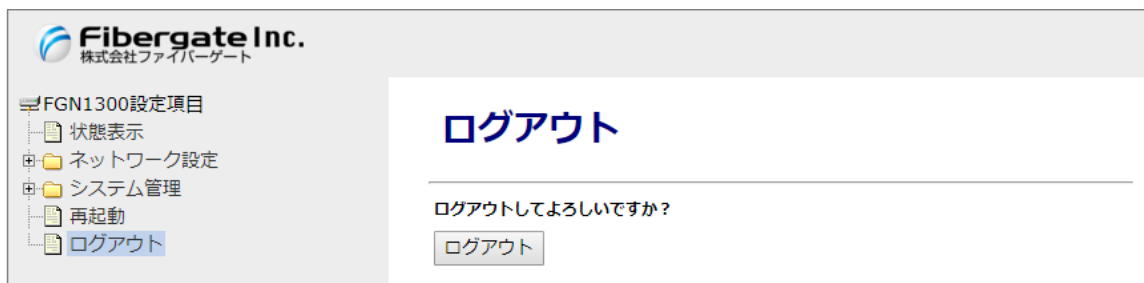 Fibergate Inc.
株式会社ファイバーゲート
FGN1300設定項目
状態表示
ネットワーク設定
システム管理
再起動
ログアウト
ログアウト
ログアウトしてよろしいですか？
ログアウト